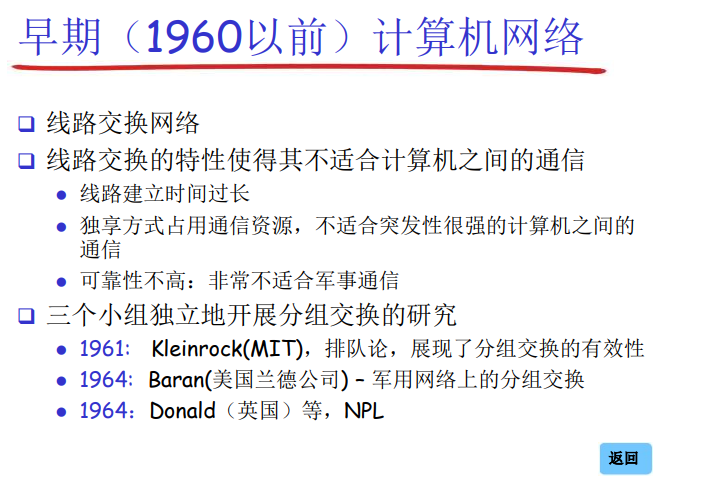 早期（1960以前）计算机网络
线路交换网络
线路交换的特性使得其不适合计算机之间的通信
线路建立时间过长
独享方式占用通信资源，不适合突发性很强的计算机之间的
通信
可靠性不高：非常不适合军事通信
三个小组独立地开展分组交换的研究
1961: Kleinrock(MIT)，排队论，展现了分组交换的有效性
1964: Baran(美国兰德公司) – 军用网络上的分组交换
1964：Donald（英国）等，NPL
返回